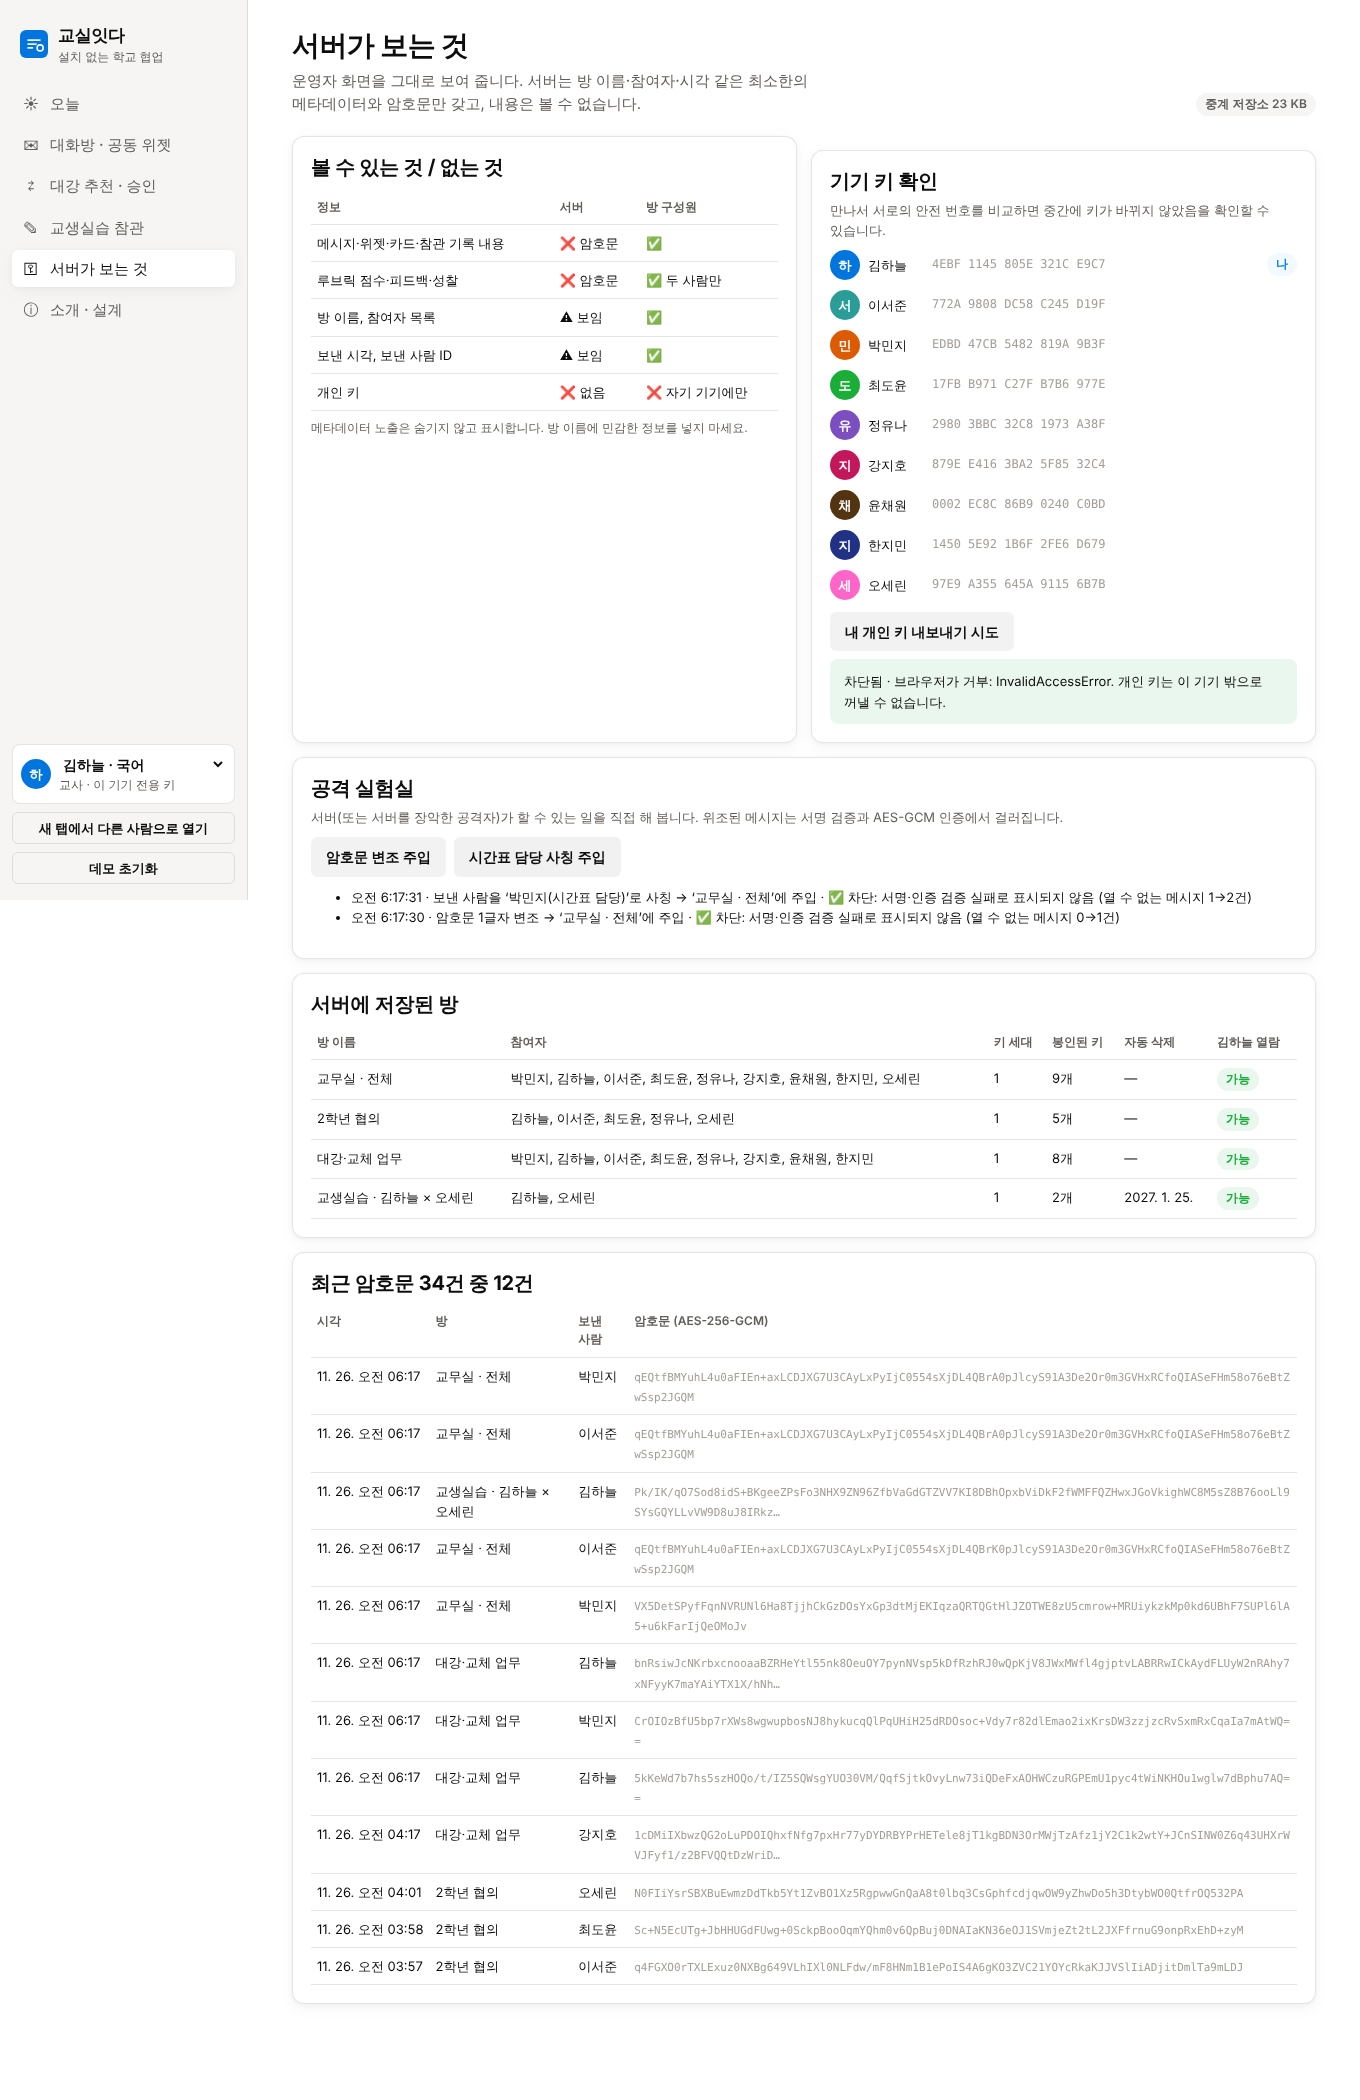 교실잇다
설치 없는 학교 협업
오늘
대화방 · 공동 위젯
대강 추천 · 승인
교생실습 참관
서버가 보는 것
소개 · 설계
하 김하늘 · 국어
교사 · 이 기기 전용 키
새 탭에서 다른 사람으로 열기
데모 초기화
서버가 보는 것
운영자 화면을 그대로 보여 줍니다. 서버는 방 이름·참여자·시각 같은 최소한의
메타데이터와 암호문만 갖고, 내용은 볼 수 없습니다.
중계 저장소 23 KB
볼 수 있는 것 / 없는 것
정보 서버 방 구성원
메시지·위젯·카드·참관 기록 내용 ❌ 암호문 ✅
루브릭 점수·피드백·성찰 ❌ 암호문 ✅ 두 사람만
방 이름, 참여자 목록 ⚠ 보임 ✅
보낸 시각, 보낸 사람 ID ⚠ 보임 ✅
개인 키 ❌ 없음 ❌ 자기 기기에만
메타데이터 노출은 숨기지 않고 표시합니다. 방 이름에 민감한 정보를 넣지 마세요.
기기 키 확인
만나서 서로의 안전 번호를 비교하면 중간에 키가 바뀌지 않았음을 확인할 수
있습니다.
하 김하늘 4EBF 1145 805E 321C E9C7 나
서 이서준 772A 9808 DC58 C245 D19F
민 박민지 EDBD 47CB 5482 819A 9B3F
도 최도윤 17FB B971 C27F B7B6 977E
유 정유나 2980 3BBC 32C8 1973 A38F
지 강지호 879E E416 3BA2 5F85 32C4
채 윤채원 0002 EC8C 86B9 0240 C0BD
지 한지민 1450 5E92 1B6F 2FE6 D679
세 오세린 97E9 A355 645A 9115 6B7B
내 개인 키 내보내기 시도
차단됨 · 브라우저가 거부: InvalidAccessError. 개인 키는 이 기기 밖으로
꺼낼 수 없습니다.
공격 실험실
서버(또는 서버를 장악한 공격자)가 할 수 있는 일을 직접 해 봅니다. 위조된 메시지는 서명 검증과 AES-GCM 인증에서 걸러집니다.
암호문 변조 주입 시간표 담당 사칭 주입
• 오전 6:17:31 · 보낸 사람을 ‘박민지(시간표 담당)’로 사칭 → ‘교무실 · 전체’에 주입 · ✅ 차단: 서명·인증 검증 실패로 표시되지 않음 (열 수 없는 메시지 1→2건)
• 오전 6:17:30 · 암호문 1글자 변조 → ‘교무실 · 전체’에 주입 · ✅ 차단: 서명·인증 검증 실패로 표시되지 않음 (열 수 없는 메시지 0→1건)
서버에 저장된 방
방 이름 참여자 키 세대 봉인된 키 자동 삭제 김하늘 열람
교무실 · 전체 박민지, 김하늘, 이서준, 최도윤, 정유나, 강지호, 윤채원, 한지민, 오세린 1 9개 — 가능
2학년 협의 김하늘, 이서준, 최도윤, 정유나, 오세린 1 5개 — 가능
대강·교체 업무 박민지, 김하늘, 이서준, 최도윤, 정유나, 강지호, 윤채원, 한지민 1 8개 — 가능
교생실습 · 김하늘 × 오세린 김하늘, 오세린 1 2개 2027. 1. 25. 가능
최근 암호문 34건 중 12건
시각 방 보낸 암호문 (AES-256-GCM)
사람
11. 26. 오전 06:17 교무실 · 전체 박민지 qEQtfBMYuhL4u0aFIEn+axLCDJXG7U3CAyLxPyIjC0554sXjDL4QBrA0pJlcyS91A3De2Or0m3GVHxRCfoQIASeFHm58o76eBtZ
wSsp2JGQM
11. 26. 오전 06:17 교무실 · 전체 이서준 qEQtfBMYuhL4u0aFIEn+axLCDJXG7U3CAyLxPyIjC0554sXjDL4QBrA0pJlcyS91A3De2Or0m3GVHxRCfoQIASeFHm58o76eBtZ
wSsp2JGQM
11. 26. 오전 06:17 교생실습 · 김하늘 × 김하늘 Pk/IK/qO7Sod8idS+BKgeeZPsFo3NHX9ZN96ZfbVaGdGTZVV7KI8DBhOpxbViDkF2fWMFFQZHwxJGoVkighWC8M5sZ8B76ooLl9
오세린 SYsGQYLLvVW9D8uJ8IRkz…
11. 26. 오전 06:17 교무실 · 전체 이서준 qEQtfBMYuhL4u0aFIEn+axLCDJXG7U3CAyLxPyIjC0554sXjDL4QBrK0pJlcyS91A3De2Or0m3GVHxRCfoQIASeFHm58o76eBtZ
wSsp2JGQM
11. 26. 오전 06:17 교무실 · 전체 박민지 VX5DetSPyfFqnNVRUNl6Ha8TjjhCkGzDOsYxGp3dtMjEKIqzaQRTQGtHlJZOTWE8zU5cmrow+MRUiykzkMp0kd6UBhF7SUPl6lA
5+u6kFarIjQeOMoJv
11. 26. 오전 06:17 대강·교체 업무 김하늘 bnRsiwJcNKrbxcnooaaBZRHeYtl55nk8OeuOY7pynNVsp5kDfRzhRJ0wQpKjV8JWxMWfl4gjptvLABRRwICkAydFLUyW2nRAhy7
xNFyyK7maYAiYTX1X/hNh…
11. 26. 오전 06:17 대강·교체 업무 박민지 CrOIOzBfU5bp7rXWs8wgwupbosNJ8hykucqQlPqUHiH25dRDOsoc+Vdy7r82dlEmao2ixKrsDW3zzjzcRvSxmRxCqaIa7mAtWQ=
=
11. 26. 오전 06:17 대강·교체 업무 김하늘 5kKeWd7b7hs5szHOQo/t/IZ5SQWsgYUO30VM/QqfSjtkOvyLnw73iQDeFxAOHWCzuRGPEmU1pyc4tWiNKHOu1wglw7dBphu7AQ=
=
11. 26. 오전 04:17 대강·교체 업무 강지호 1cDMiIXbwzQG2oLuPDOIQhxfNfg7pxHr77yDYDRBYPrHETele8jT1kgBDN3OrMWjTzAfz1jY2C1k2wtY+JCnSINW0Z6q43UHXrW
VJFyf1/z2BFVQQtDzWriD…
11. 26. 오전 04:01 2학년 협의 오세린 N0FIiYsrSBXBuEwmzDdTkb5Yt1ZvBO1Xz5RgpwwGnQaA8t0lbq3CsGphfcdjqwOW9yZhwDo5h3DtybWO0QtfrOQ532PA
11. 26. 오전 03:58 2학년 협의 최도윤 Sc+N5EcUTg+JbHHUGdFUwg+0SckpBooOqmYQhm0v6QpBuj0DNAIaKN36eOJ1SVmjeZt2tL2JXFfrnuG9onpRxEhD+zyM
11. 26. 오전 03:57 2학년 협의 이서준 q4FGXO0rTXLExuz0NXBg649VLhIXl0NLFdw/mF8HNm1B1ePoIS4A6gKO3ZVC21YOYcRkaKJJVSlIiADjitDmlTa9mLDJ